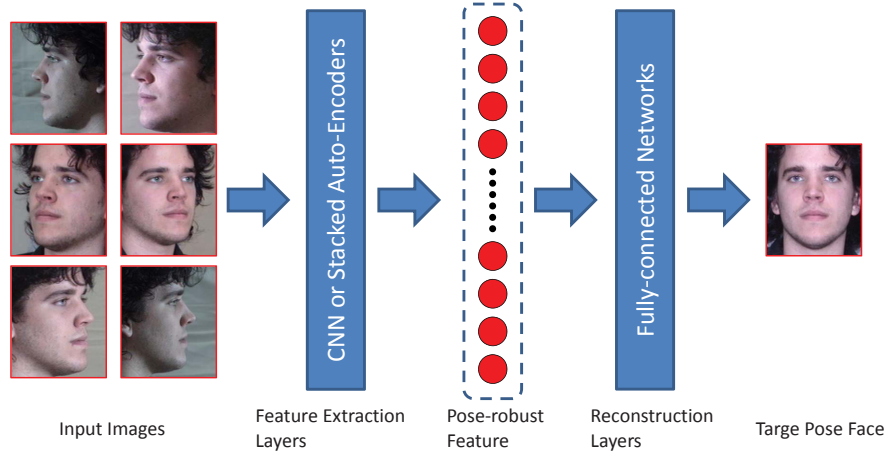 CNN or Stacked Auto-Encoders
Fully-connected Networks
Input Images
Feature Extraction
Layers
Pose-robust
Feature
Reconstruction
Layers
Targe Pose Face